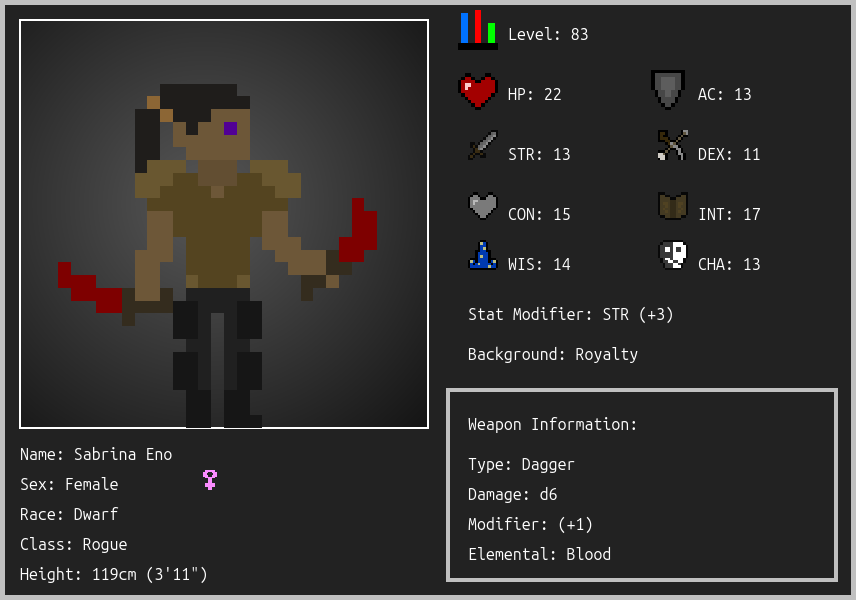 Level: 83
HP: 22
AC: 13
STR: 13
DEX: 11
CON: 15
INT: 17
WIS: 14
CHA: 13
Stat Modifier: STR (+3)
Background: Royalty
Weapon Information:
Type: Dagger
Damage: d6
Modifier: (+1)
Elemental: Blood
Name: Sabrina Eno
Sex: Female
Race: Dwarf
Class: Rogue
Height: 119cm (3'11")